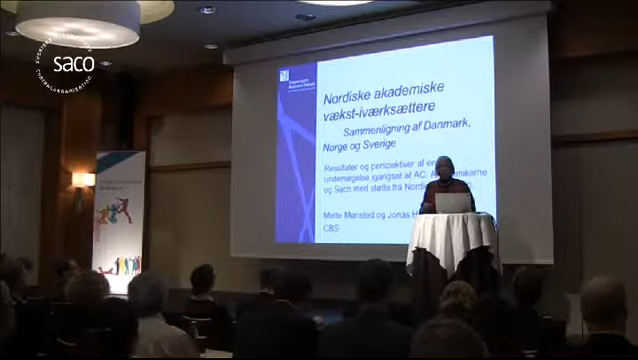 SACO
Nordiske akademiske
vækst-iværksættere
Sammenligning af Danmark,
Norge og Sverige
Resultater og perspektiver af en
undersøgelse igangsat af AC,
og Saco med støtte fra
Mette Mønsted og Jonas
CBS